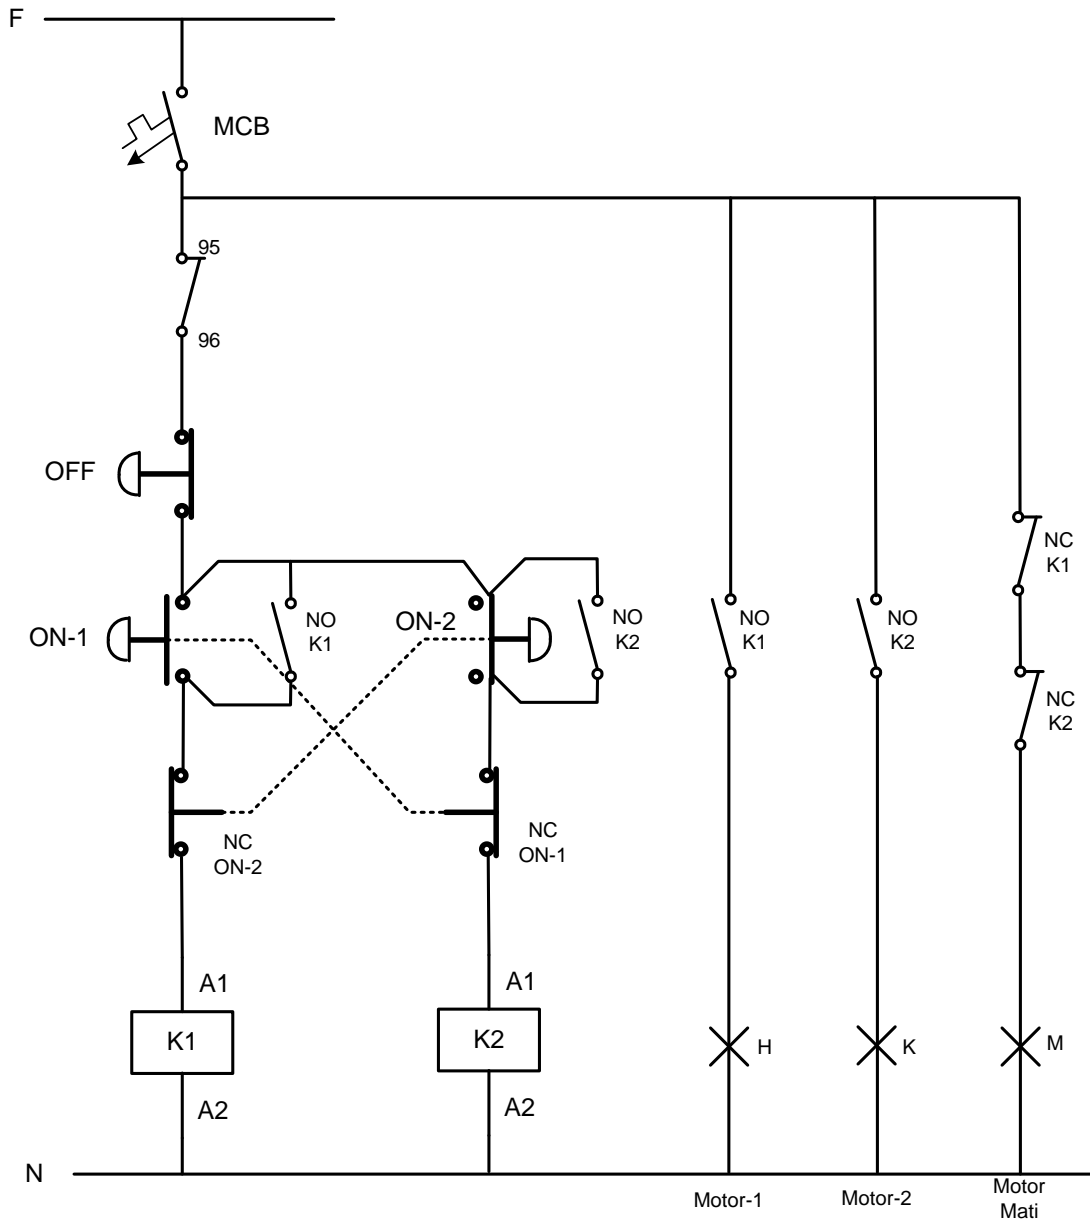 F
MCB
95
96
OFF
ON-1
NO
K1
ON-2
NO
K2
NO
K1
NO
K2
NC
K1
NC
K2
NC
ON-2
NC
ON-1
A1
K1
A2
A1
K2
A2
H
K
M
N
Motor-1
Motor-2
Motor
Mati